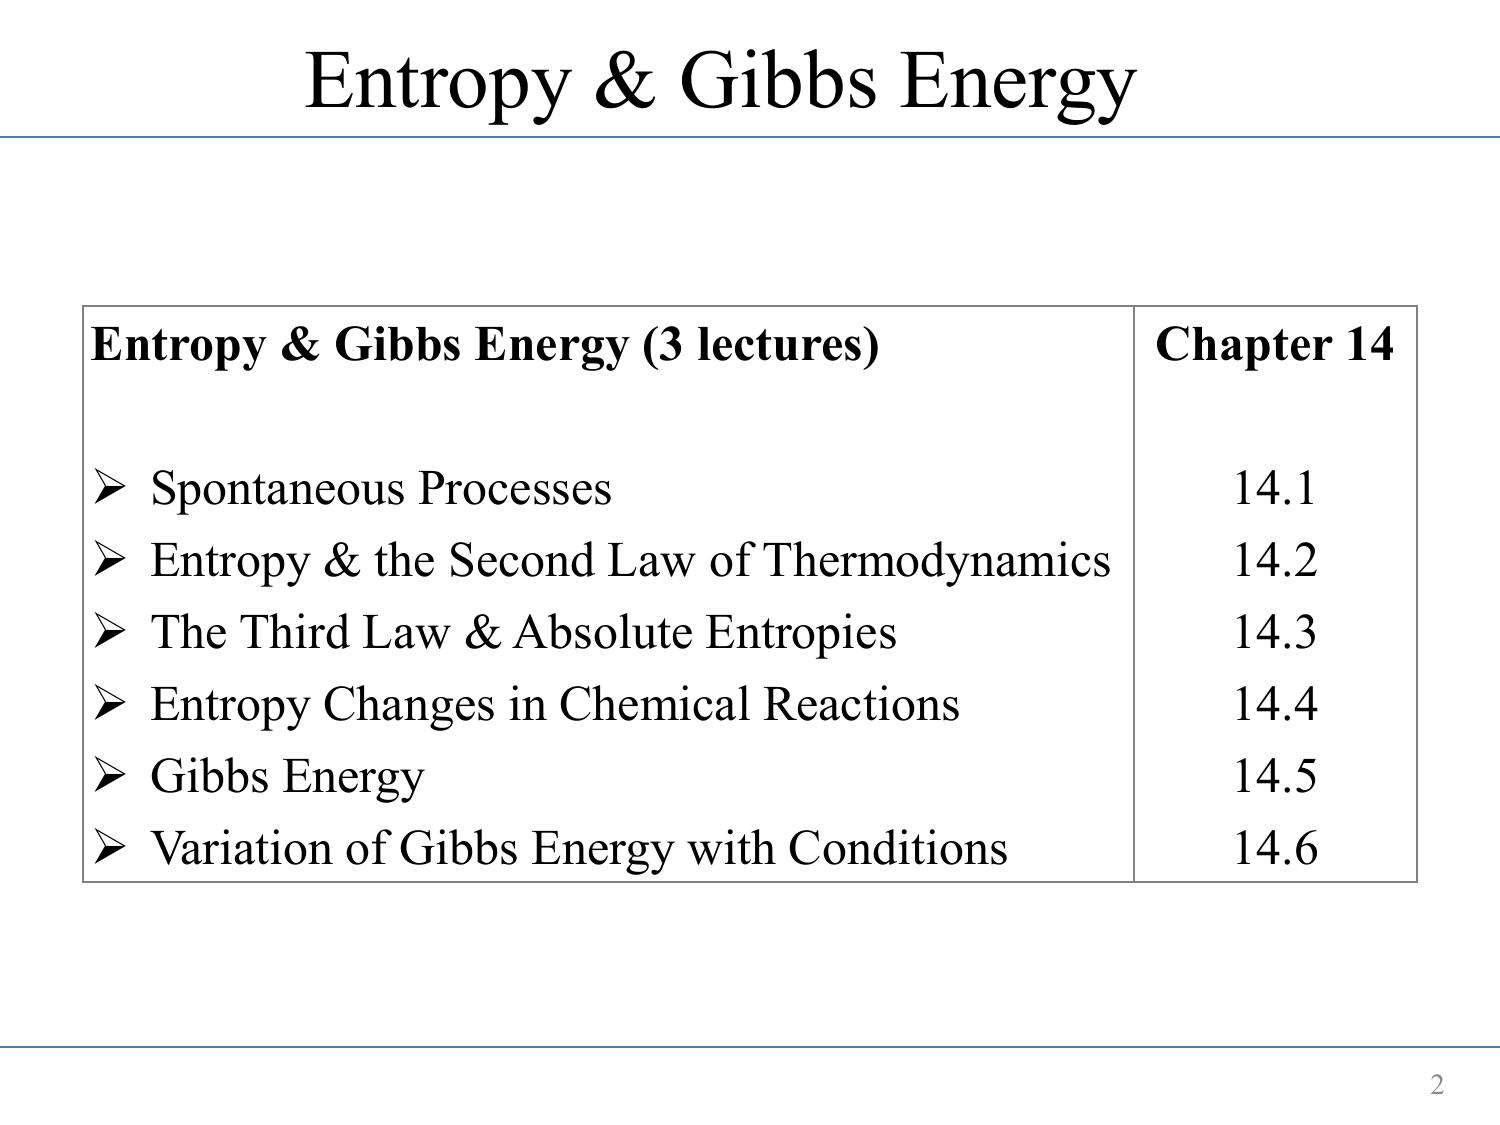 Entropy & Gibbs Energy
Entropy & Gibbs Energy (3 lectures) Chapter 14
➢ Spontaneous Processes 14.1
➢ Entropy & the Second Law of Thermodynamics 14.2
➢ The Third Law & Absolute Entropies 14.3
➢ Entropy Changes in Chemical Reactions 14.4
➢ Gibbs Energy 14.5
➢ Variation of Gibbs Energy with Conditions 14.6
2